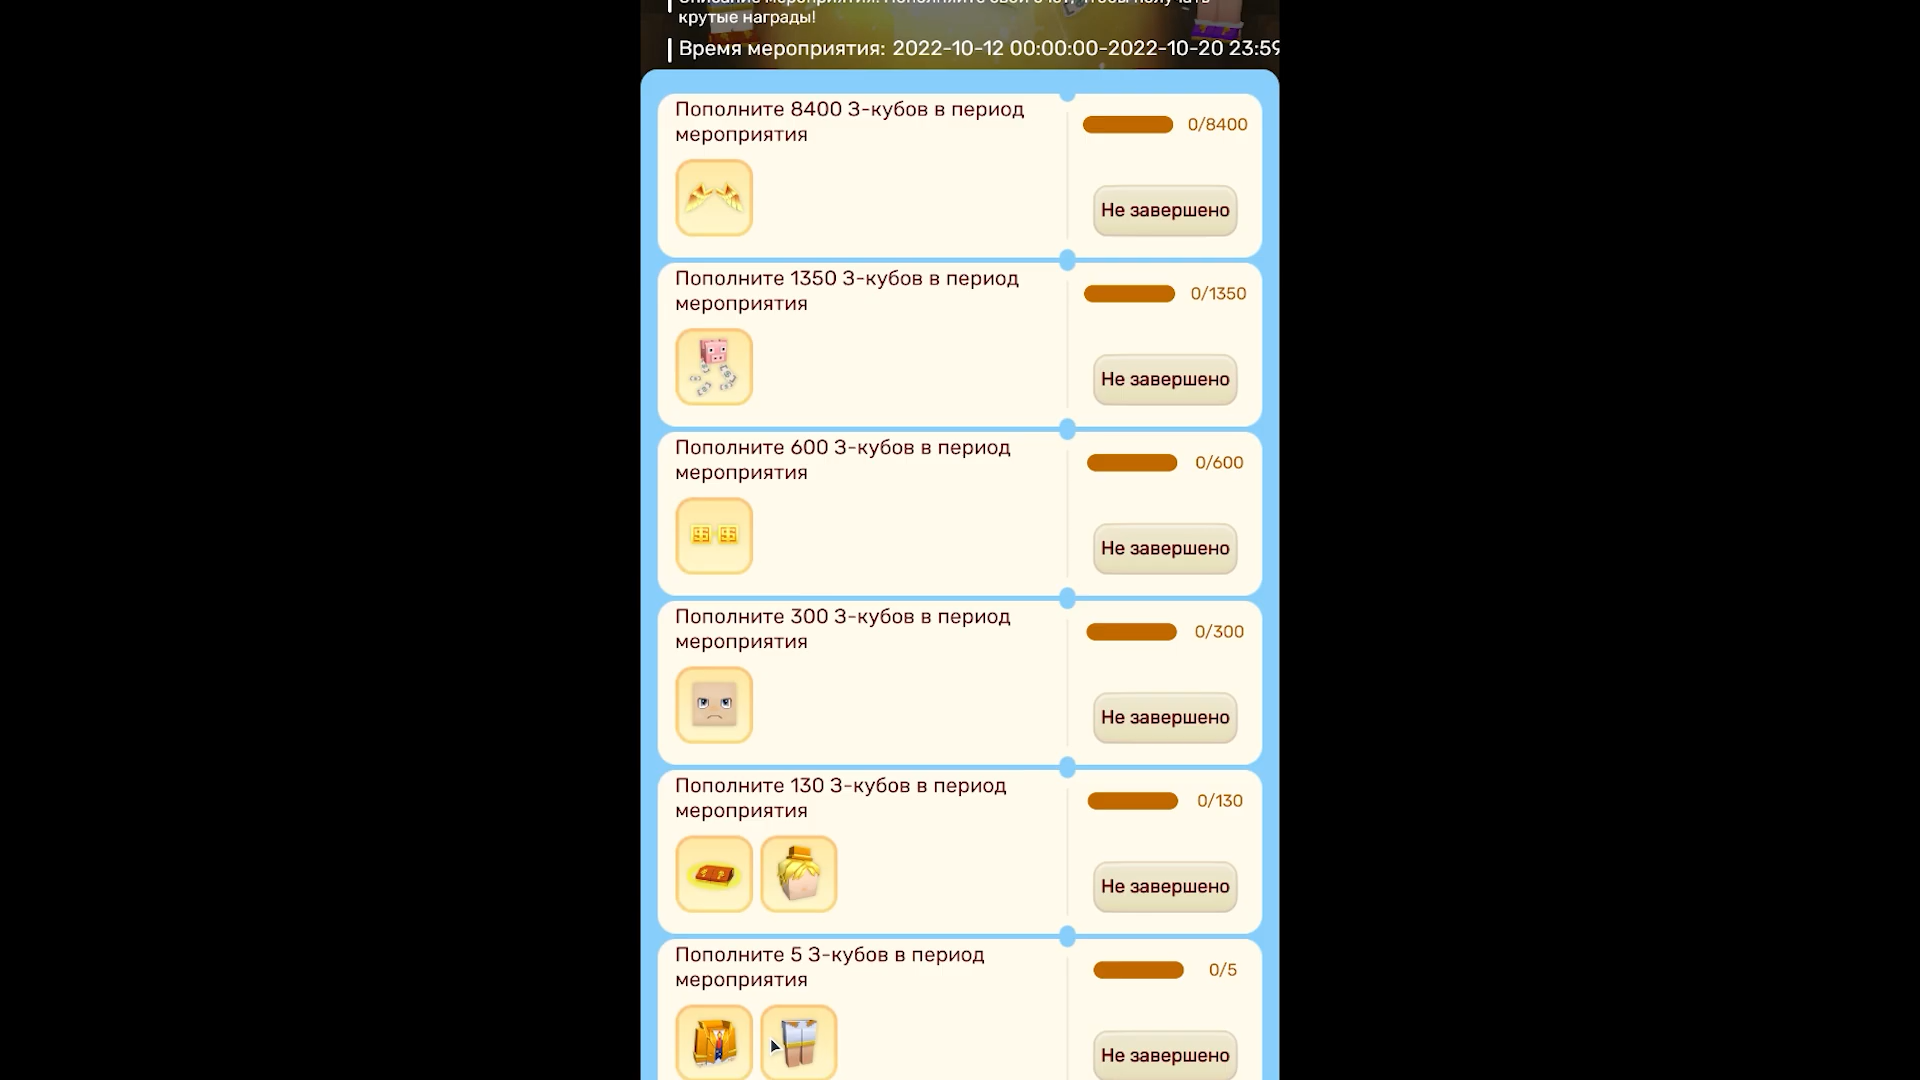 крутые награды!
Время мероприятия: 2022-10-12 00:00:00-2022-10-20 23:59
Пополните 8400 З-кубов в период
мероприятия
0/8400
Не завершено
Пополните 1350 З-кубов в период
мероприятия
0/1350
Не завершено
Пополните 600 З-кубов в период
мероприятия
0/600
Не завершено
Пополните 300 З-кубов в период
мероприятия
0/300
Не завершено
Пополните 130 З-кубов в период
мероприятия
0/130
Не завершено
Пополните 5 З-кубов в период
мероприятия
0/5
Не завершено